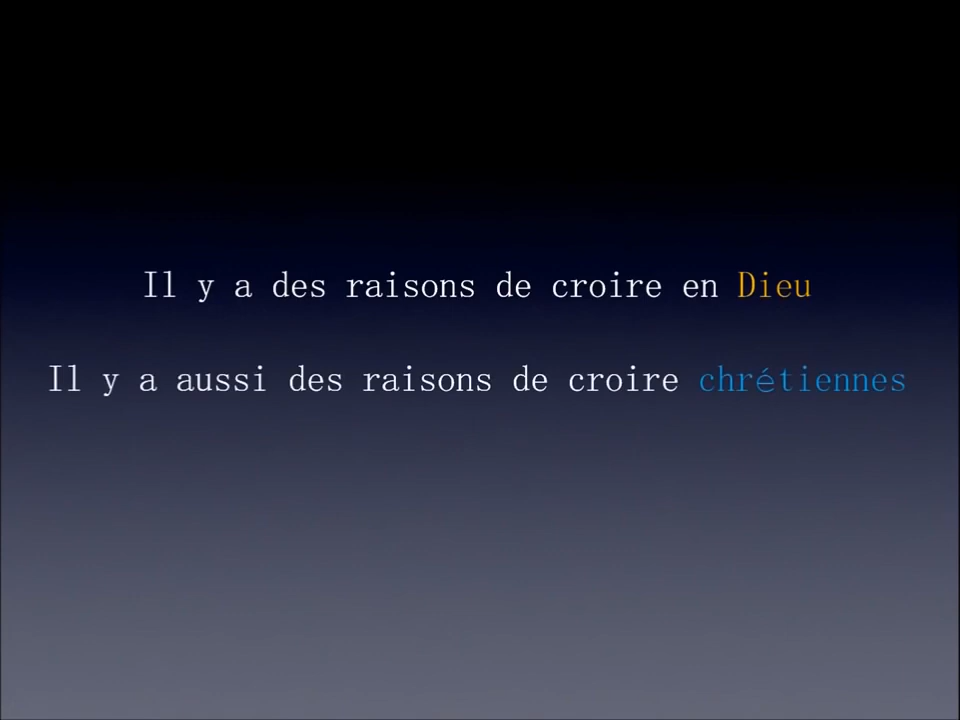 Il y a des raisons de croire en Dieu
Il y a aussi des raisons de croire chrétiennes